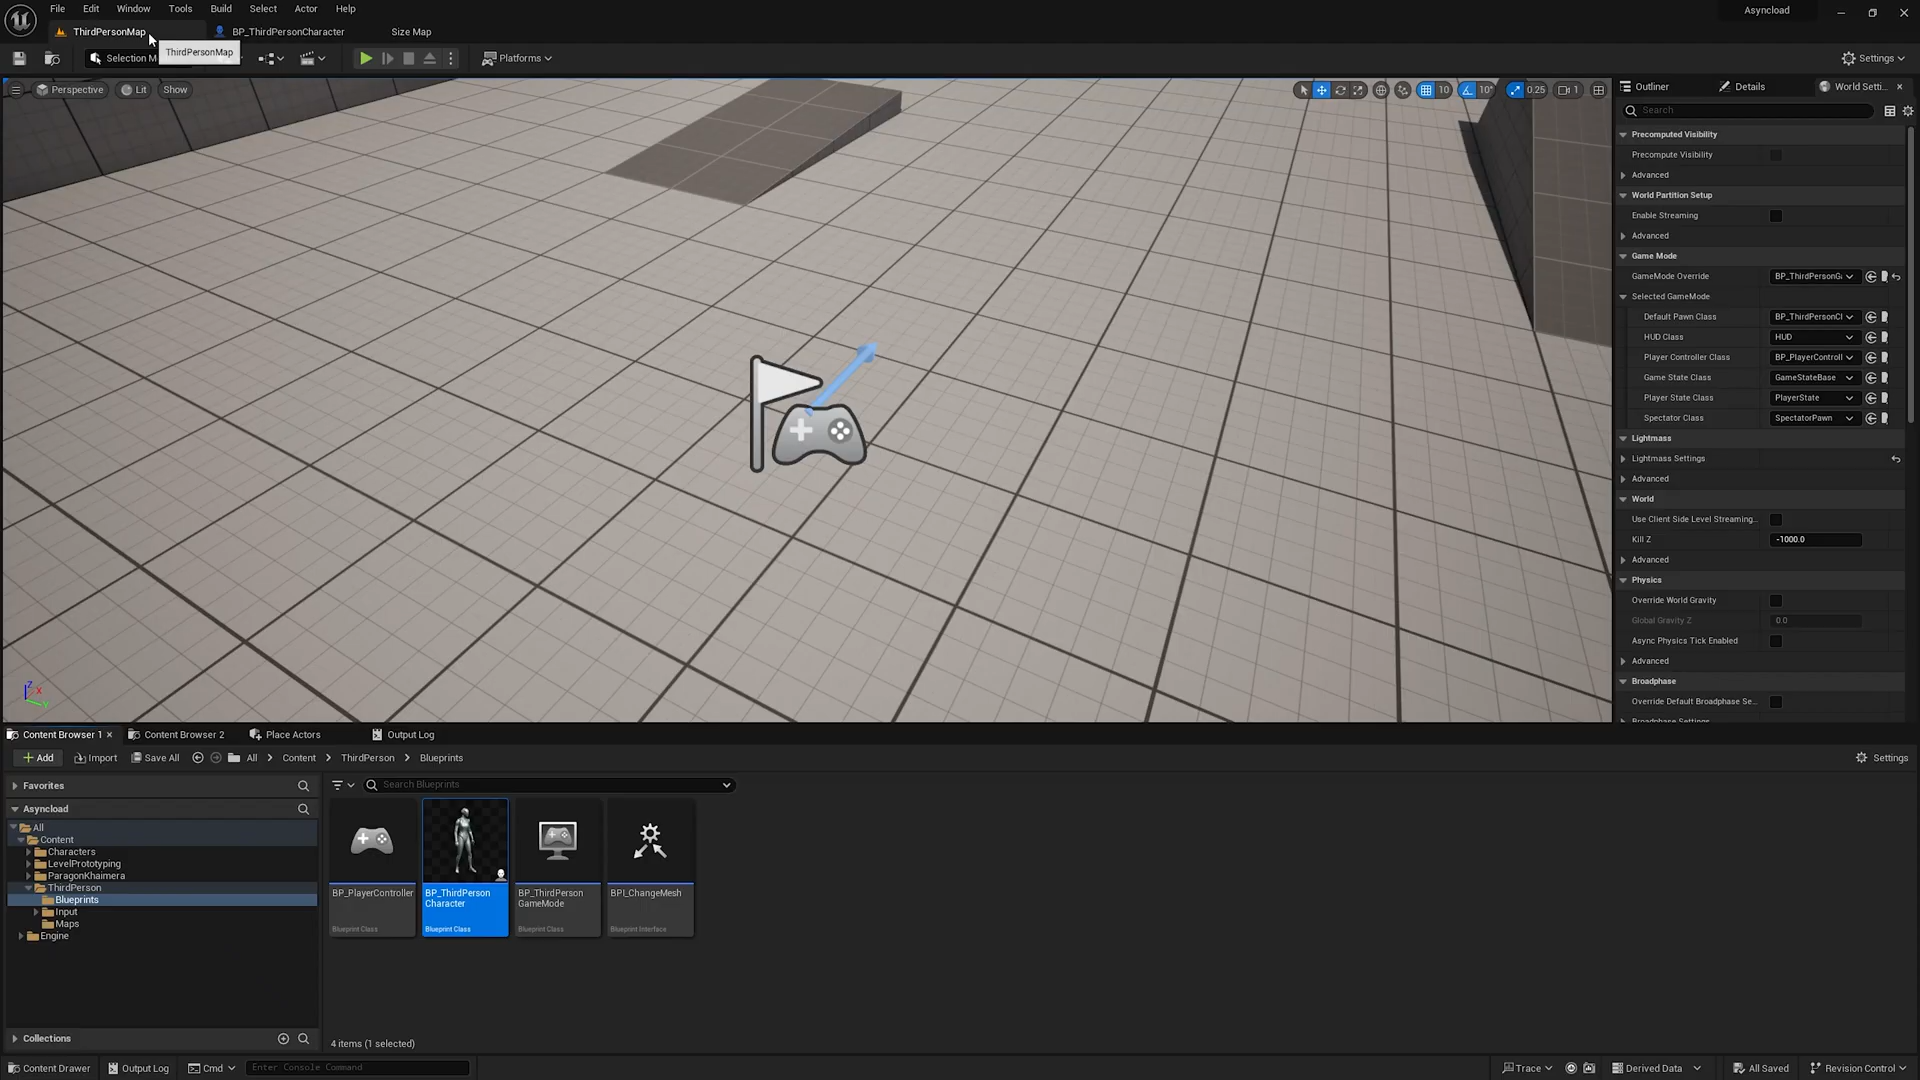 File Edit Window Tools Build Select Actor Help
Asyncload
ThirdPersonMap BP_ThirdPersonCharacter Size Map
Selection M
ThirdPersonMap
Platforms
Settings
Perspective Lit Show
10 10° 0.25 1
Outliner Details World Setti...
Search
Precomputed Visibility
Precompute Visibility
Advanced
World Partition Setup
Enable Streaming
Advanced
Game Mode
GameMode Override BP_ThirdPersonG
Selected GameMode
Default Pawn Class BP_ThirdPersonCl
HUD Class HUD
Player Controller Class BP_PlayerControll
Game State Class GameStateBase
Player State Class PlayerState
Spectator Class SpectatorPawn
Lightmass
Lightmass Settings
Advanced
World
Use Client Side Level Streaming...
Kill Z -1000.0
Advanced
Physics
Override World Gravity
Global Gravity Z 0.0
Async Physics Tick Enabled
Advanced
Broadphase
Override Default Broadphase Se...
Broadphase Settings
Z X Y
Content Browser 1 Content Browser 2 Place Actors Output Log
Add Import Save All All Content ThirdPerson Blueprints Settings
Favorites
Search Blueprints
Asyncload
All
Content
Characters
LevelPrototyping
ParagonKhaimera
ThirdPerson
Blueprints
Input
Maps
Engine
BP_PlayerController
Blueprint Class
BP_ThirdPerson
Character
Blueprint Class
BP_ThirdPerson
GameMode
Blueprint Class
BPI_ChangeMesh
Blueprint Interface
Collections
4 items (1 selected)
Content Drawer Output Log Cmd Enter Console Command Trace Derived Data All Saved Revision Control